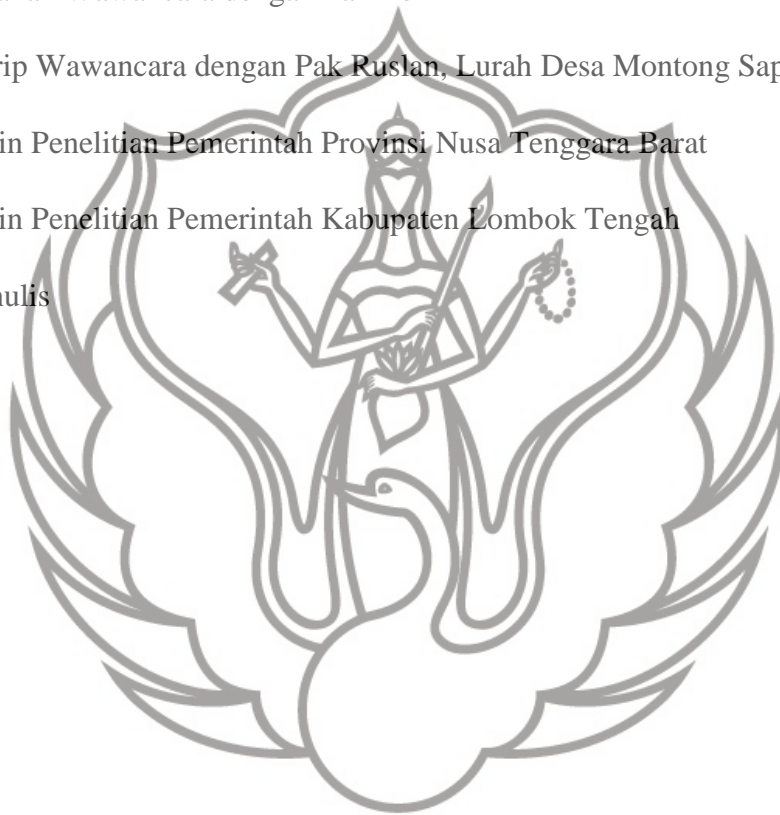 rip Wawancara dengan Pak Ruslan, Lurah Desa Montong Sap
in Penelitian Pemerintah Provinsi Nusa Tenggara Barat
in Penelitian Pemerintah Kabupaten Lombok Tengah
nulis